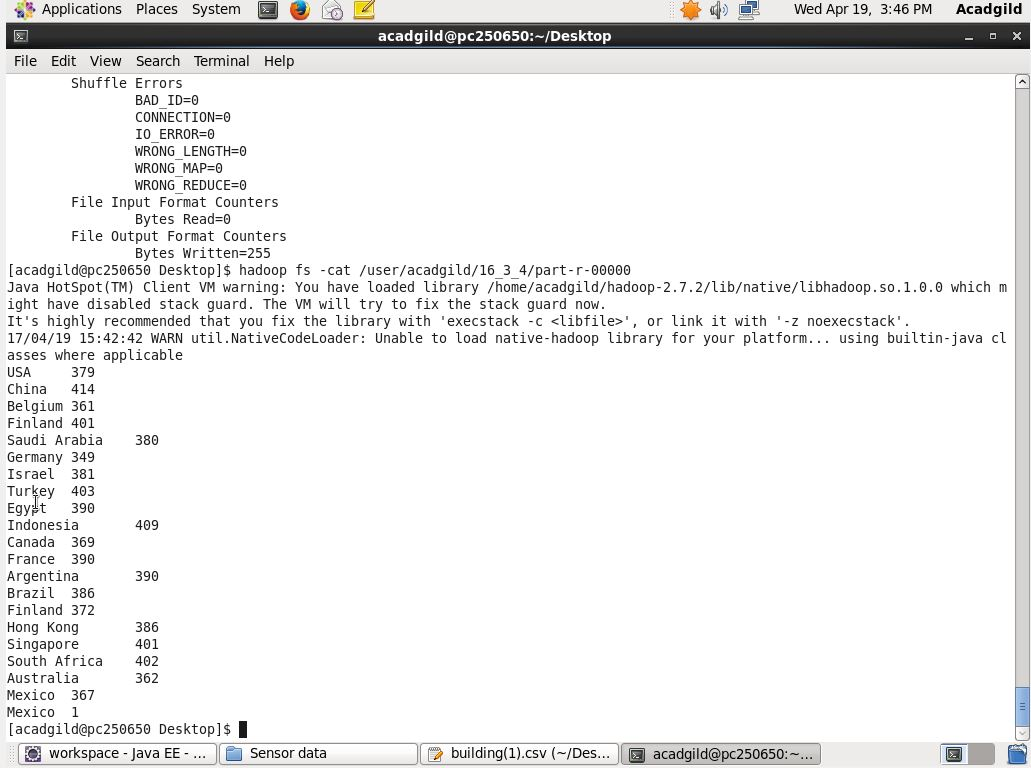 Applications Places System Wed Apr 19, 3:46 PM Acadgild
acadgild@pc250650:~/Desktop
File Edit View Search Terminal Help
Shuffle Errors
BAD_ID=0
CONNECTION=0
IO_ERROR=0
WRONG_LENGTH=0
WRONG_MAP=0
WRONG_REDUCE=0
File Input Format Counters
Bytes Read=0
File Output Format Counters
Bytes Written=255
[acadgild@pc250650 Desktop]$ hadoop fs -cat /user/acadgild/16_3_4/part-r-00000
Java HotSpot(TM) Client VM warning: You have loaded library /home/acadgild/hadoop-2.7.2/lib/native/libhadoop.so.1.0.0 which m
ight have disabled stack guard. The VM will try to fix the stack guard now.
It's highly recommended that you fix the library with 'execstack -c <libfile>', or link it with '-z noexecstack'.
17/04/19 15:42:42 WARN util.NativeCodeLoader: Unable to load native-hadoop library for your platform... using builtin-java cl
asses where applicable
USA 379
China 414
Belgium 361
Finland 401
Saudi Arabia 380
Germany 349
Israel 381
Turkey 403
Egypt 390
Indonesia 409
Canada 369
France 390
Argentina 390
Brazil 386
Finland 372
Hong Kong 386
Singapore 401
South Africa 402
Australia 362
Mexico 367
Mexico 1
[acadgild@pc250650 Desktop]$
workspace - Java EE - ... Sensor data building(1).csv (~/Des... acadgild@pc250650:~...